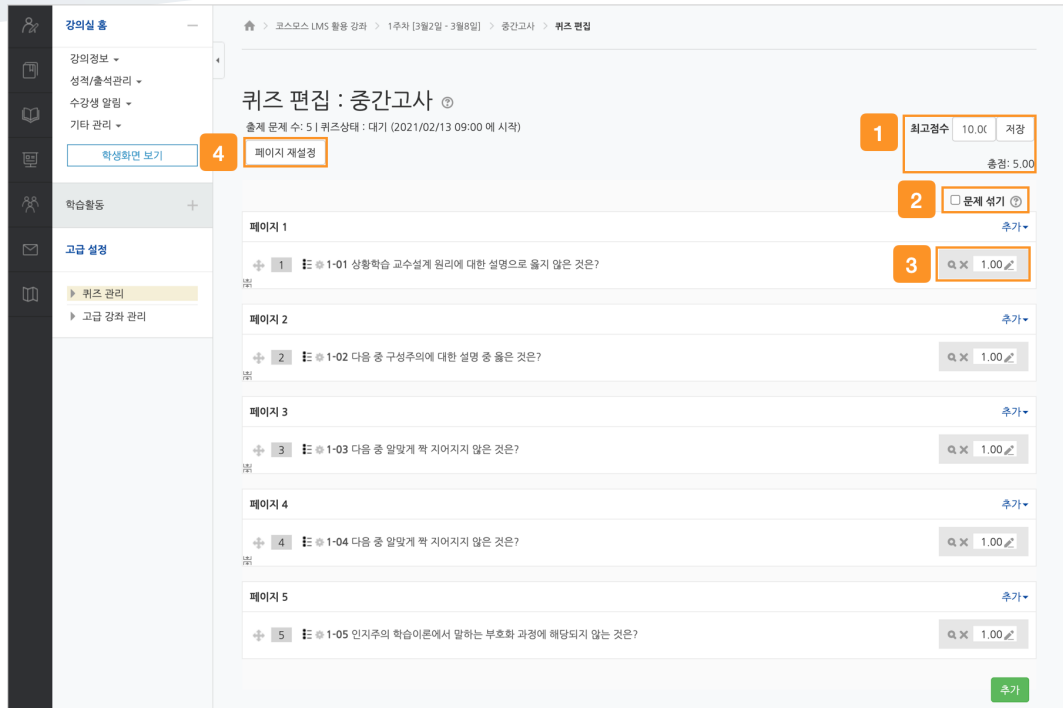 강의실 홈
코스모스 LMS 활용 강좌 > 1주차 [3월2일 - 3월8일] > 중간고사 > 퀴즈 편집
강의정보
성적/출석관리
수강생 알림
기타 관리
학생화면 보기
학습활동
고급 설정
퀴즈 관리
고급 강좌 관리
퀴즈 편집 : 중간고사
출제 문제 수: 5 | 퀴즈상태 : 대기 (2021/02/13 09:00 에 시작)
4 페이지 재설정
1 최고점수 10.0( 저장
총점: 5.00
2 문제 섞기
페이지 1 추가
1 1-01 상황학습 교수설계 원리에 대한 설명으로 옳지 않은 것은? 3 1.00
페이지 2 추가
2 1-02 다음 중 구성주의에 대한 설명 중 옳은 것은? 1.00
페이지 3 추가
3 1-03 다음 중 알맞게 짝 지어지지 않은 것은? 1.00
페이지 4 추가
4 1-04 다음 중 알맞게 짝 지어지지 않은 것은? 1.00
페이지 5 추가
5 1-05 인지주의 학습이론에서 말하는 부호화 과정에 해당되지 않는 것은? 1.00
추가